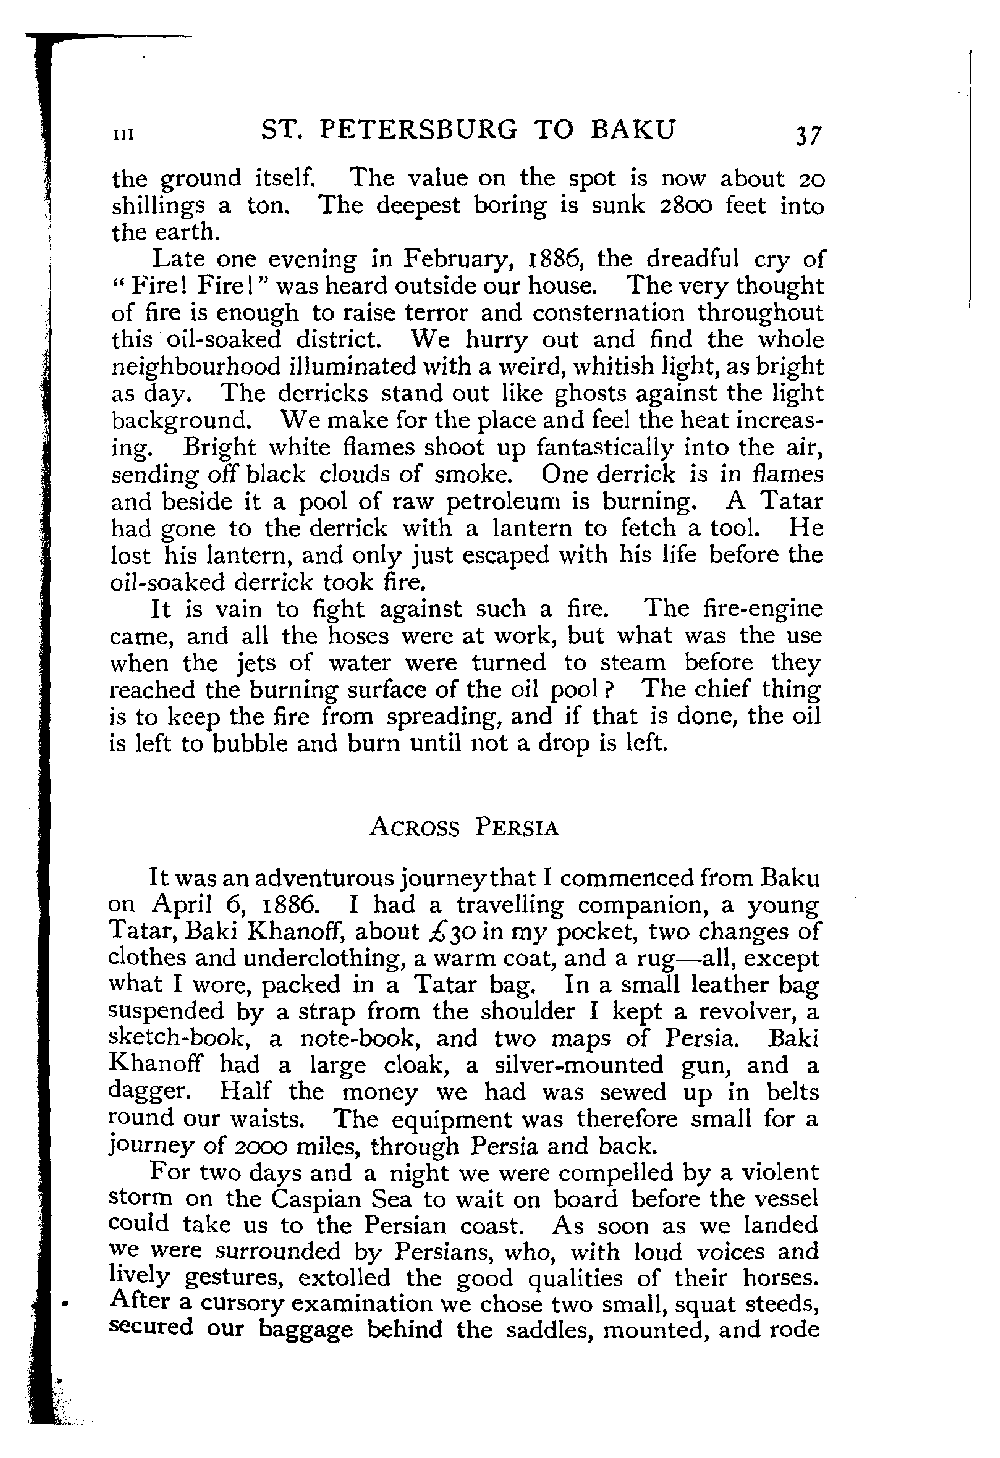 III ST. PETERSBURG TO BAKU 37
the ground itself. The value on the spot is now about 20
shillings a ton. The deepest boring is sunk 2800 feet into
the earth.
Late one evening in February, 1886, the dreadful cry of
“ Fire! Fire!” was heard outside our house. The very thought
of fire is enough to raise terror and consternation throughout
this oil-soaked district. We hurry out and find the whole
neighbourhood illuminated with a weird, whitish light, as bright
as day. The derricks stand out like ghosts against the light
background. We make for the place and feel the heat increas-
ing. Bright white flames shoot up fantastically into the air,
sending off black clouds of smoke. One derrick is in flames
and beside it a pool of raw petroleum is burning. A Tatar
had gone to the derrick with a lantern to fetch a tool. He
lost his lantern, and only just escaped with his life before the
oil-soaked derrick took fire.
It is vain to fight against such a fire. The fire-engine
came, and all the hoses were at work, but what was the use
when the jets of water were turned to steam before they
reached the burning surface of the oil pool? The chief thing
is to keep the fire from spreading, and if that is done, the oil
is left to bubble and burn until not a drop is left.
ACROSS PERSIA
It was an adventurous journey that I commenced from Baku
on April 6, 1886. I had a travelling companion, a young
Tatar, Baki Khanoff, about £30 in my pocket, two changes of
clothes and underclothing, a warm coat, and a rug—all, except
what I wore, packed in a Tatar bag. In a small leather bag
suspended by a strap from the shoulder I kept a revolver, a
sketch-book, a note-book, and two maps of Persia. Baki
Khanoff had a large cloak, a silver-mounted gun, and a
dagger. Half the money we had was sewed up in belts
round our waists. The equipment was therefore small for a
journey of 2000 miles, through Persia and back.
For two days and a night we were compelled by a violent
storm on the Caspian Sea to wait on board before the vessel
could take us to the Persian coast. As soon as we landed
we were surrounded by Persians, who, with loud voices and
lively gestures, extolled the good qualities of their horses.
After a cursory examination we chose two small, squat steeds,
secured our baggage behind the saddles, mounted, and rode